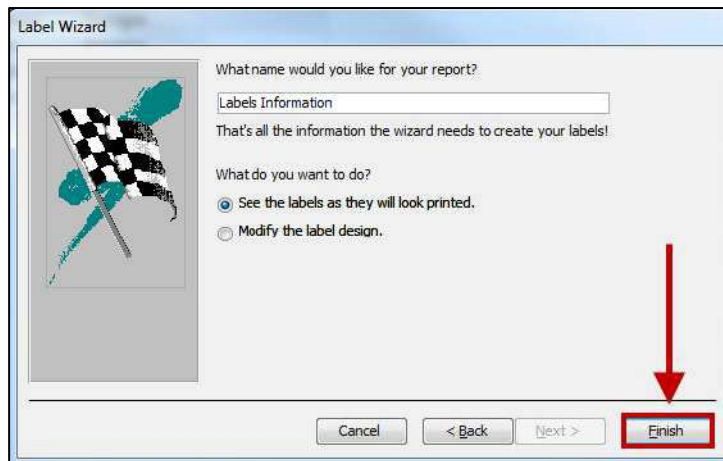 Label Wizard
What name would you like for your report?
Labels Information
That's all the information the wizard needs to create your labels!
What do you want to do?
See the labels as they will look printed.
Modify the label design.
Cancel
< Back
Next >
Finish